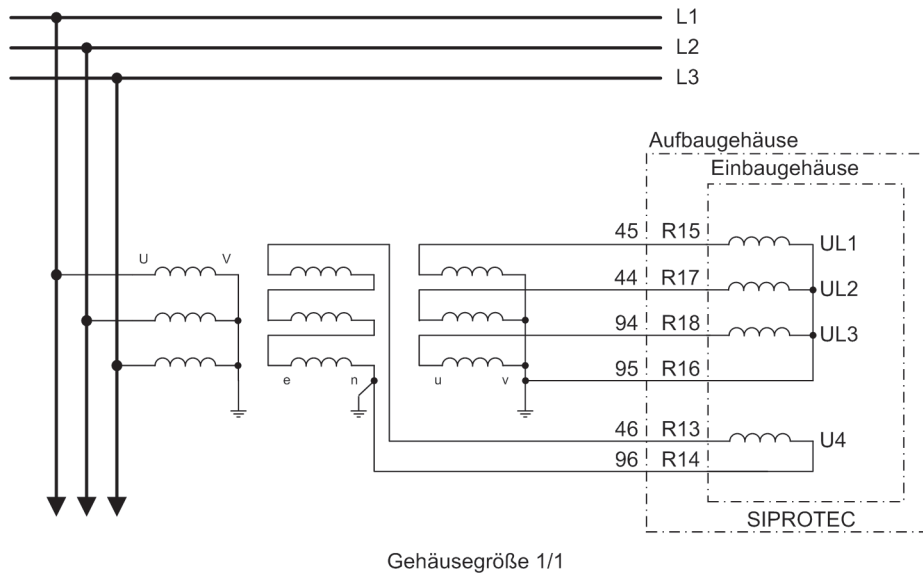 L1
L2
L3
Aufbaugehäuse
Einbaugehäuse
45 R15 UL1
U V
44 R17 UL2
94 R18 UL3
e n u v
95 R16
46 R13 U4
96 R14
SIPROTEC
Gehäusegröße 1/1